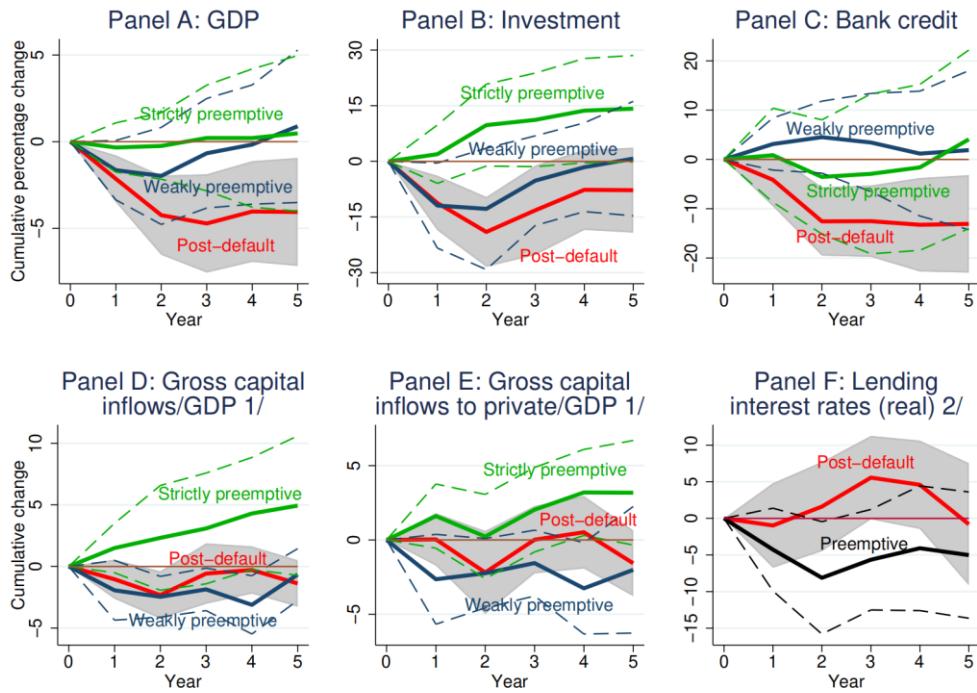 Panel A: GDP
Cumulative percentage change
5
0
-5
Strictly preemptive
Weakly preemptive
Post-default
0 1 2 3 4 5
Year
Panel B: Investment
30
15
0
-15
-30
Strictly preemptive
Weakly preemptive
Post-default
0 1 2 3 4 5
Year
Panel C: Bank credit
20
10
0
-10
-20
Weakly preemptive
Strictly preemptive
Post-default
0 1 2 3 4 5
Year
Panel D: Gross capital
inflows/GDP 1/
Cumulative change
10
5
0
-5
Strictly preemptive
Post-default
Weakly preemptive
0 1 2 3 4 5
Year
Panel E: Gross capital
inflows to private/GDP 1/
5
0
-5
Strictly preemptive
Post-default
Weakly preemptive
0 1 2 3 4 5
Year
Panel F: Lending
interest rates (real) 2/
10
5
0
-5
-10
-15
Post-default
Preemptive
0 1 2 3 4 5
Year